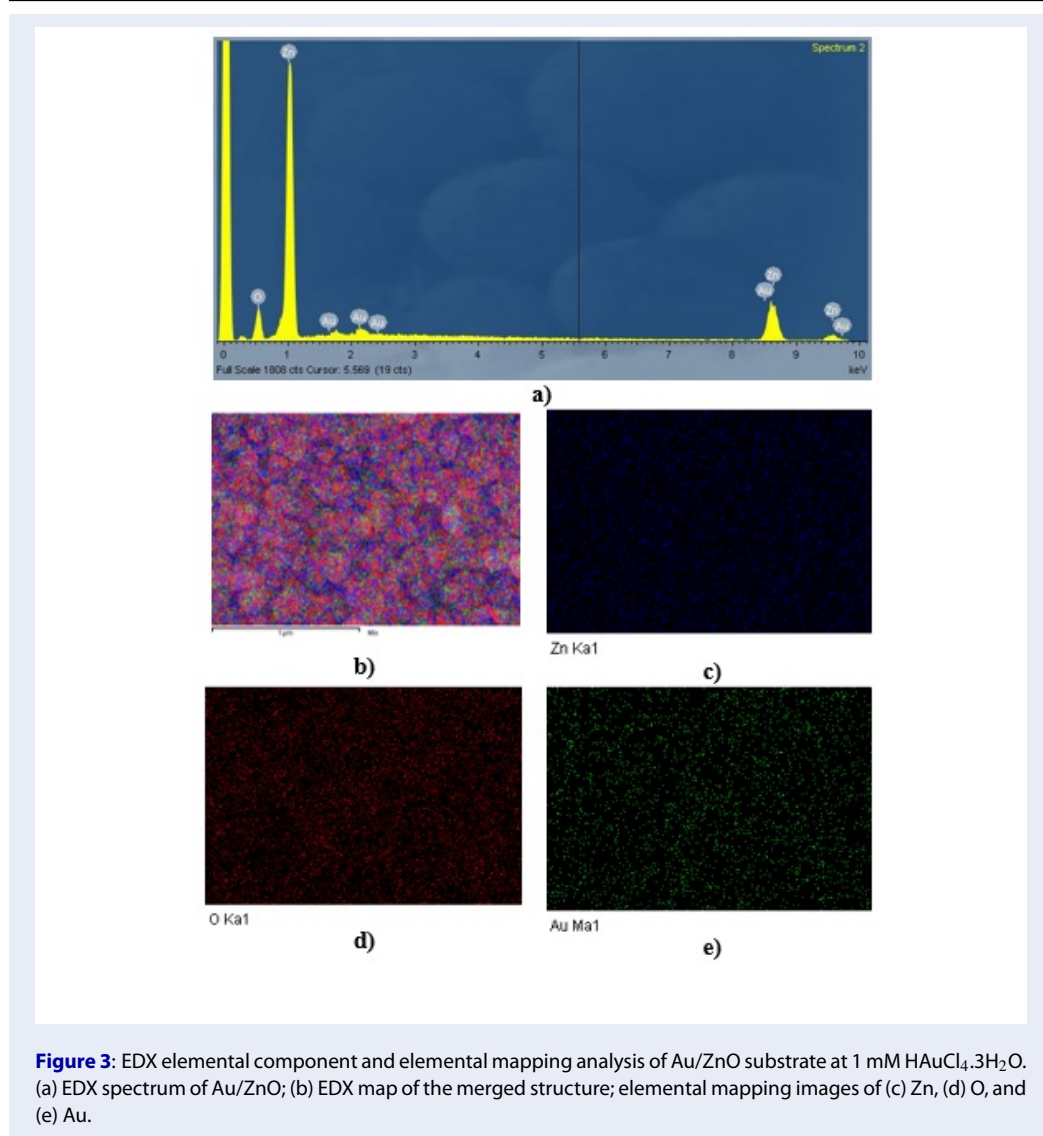 Spectrum 2
Zn
O
Au
Au
Au
Zn
Au
Zn
Au
0 1 2 3 4 5 6 7 8 9 10
Full Scale 1808 cts Cursor: 5.569 (19 cts) keV
a)
1µm
b)
Zn Ka1
c)
O Ka1
d)
Au Ma1
e)
Figure 3: EDX elemental component and elemental mapping analysis of Au/ZnO substrate at 1 mM HAuCl₄.3H₂O.
(a) EDX spectrum of Au/ZnO; (b) EDX map of the merged structure; elemental mapping images of (c) Zn, (d) O, and
(e) Au.